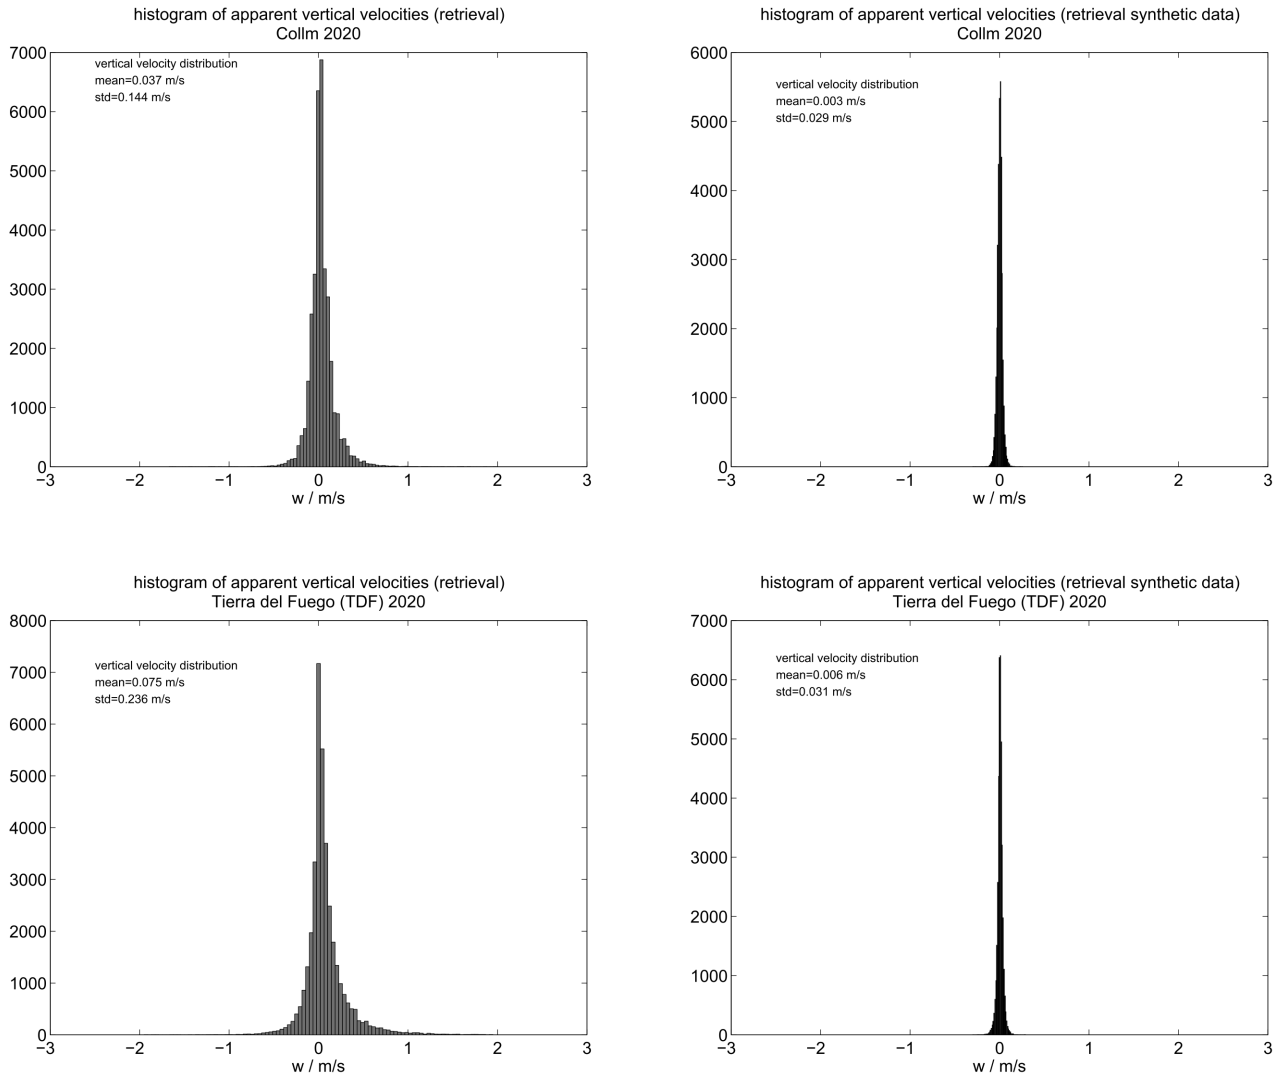 histogram of apparent vertical velocities (retrieval)
Collm 2020
7000
6000
5000
4000
3000
2000
1000
0
vertical velocity distribution
mean=0.037 m/s
std=0.144 m/s
−3 −2 −1 0 1 2 3
w / m/s
histogram of apparent vertical velocities (retrieval synthetic data)
Collm 2020
6000
5000
4000
3000
2000
1000
0
vertical velocity distribution
mean=0.003 m/s
std=0.029 m/s
−3 −2 −1 0 1 2 3
w / m/s
histogram of apparent vertical velocities (retrieval)
Tierra del Fuego (TDF) 2020
8000
7000
6000
5000
4000
3000
2000
1000
0
vertical velocity distribution
mean=0.075 m/s
std=0.236 m/s
−3 −2 −1 0 1 2 3
w / m/s
histogram of apparent vertical velocities (retrieval synthetic data)
Tierra del Fuego (TDF) 2020
7000
6000
5000
4000
3000
2000
1000
0
vertical velocity distribution
mean=0.006 m/s
std=0.031 m/s
−3 −2 −1 0 1 2 3
w / m/s